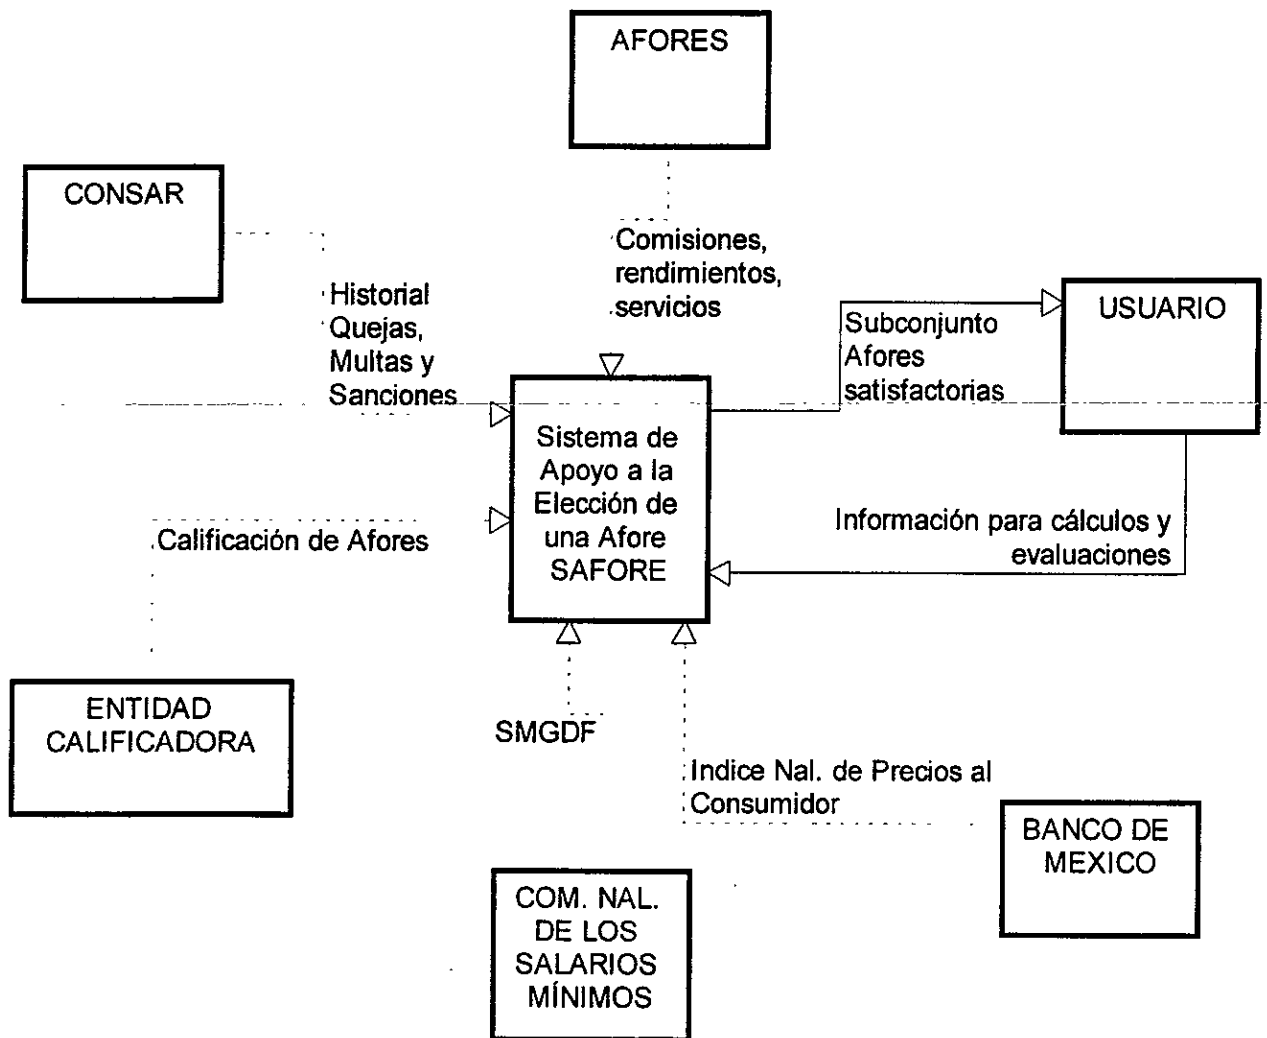 AFORES
CONSAR
Comisiones,
rendimientos,
servicios
Historial
Quejas,
Multas y
Sanciones
USUARIO
Subconjunto
Afores
satisfactorias
Sistema de
Apoyo a la
Elección de
una Afore
SAFORE
Información para cálculos y
evaluaciones
Calificación de Afores
ENTIDAD
CALIFICADORA
SMGDF
Indice Nal. de Precios al
Consumidor
BANCO DE
MEXICO
COM. NAL.
DE LOS
SALARIOS
MÍNIMOS